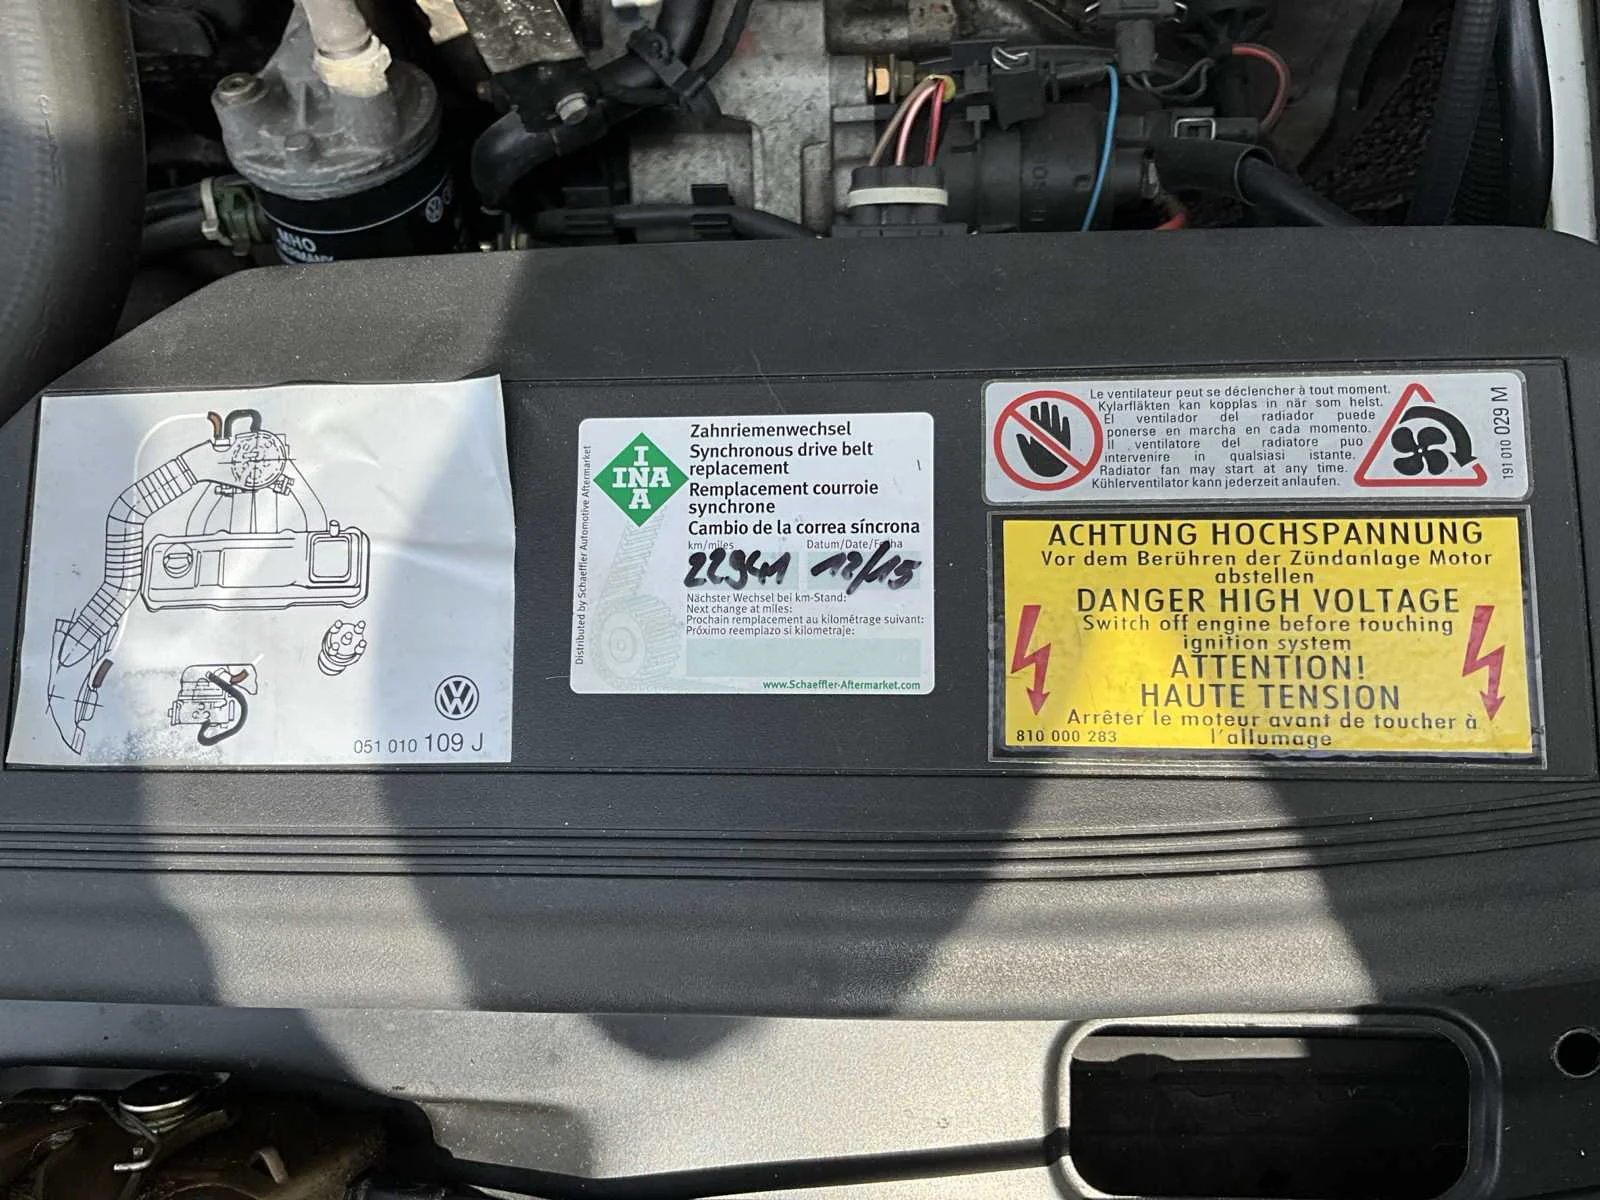 MHO
GERMANY
051 010 109 J
Distributed by Schaeffler Automotive Aftermarket
INA
INA
Zahnriemenwechsel
Synchronous drive belt
replacement
Remplacement courroie
synchrone
Cambio de la correa síncrona
km/miles Datum/Date/Fecha
22941 12/15
Nächster Wechsel bei km-Stand:
Next change at miles:
Prochain remplacement au kilométrage suivant:
Próximo reemplazo si kilometraje:
www.Schaeffler-Aftermarket.com
Le ventilateur peut se déclencher à tout moment.
Kylarfläkten kan kopplas in när som helst.
El ventilador del radiador puede
ponerse en marcha en cada momento.
Il ventilatore del radiatore puo
intervenire in qualsiasi istante.
Radiator fan may start at any time.
Kühlerventilator kann jederzeit anlaufen.
191 010 029 M
ACHTUNG HOCHSPANNUNG
Vor dem Berühren der Zündanlage Motor
abstellen
DANGER HIGH VOLTAGE
Switch off engine before touching
ignition system
ATTENTION!
HAUTE TENSION
Arrêter le moteur avant de toucher à
l'allumage
810 000 283